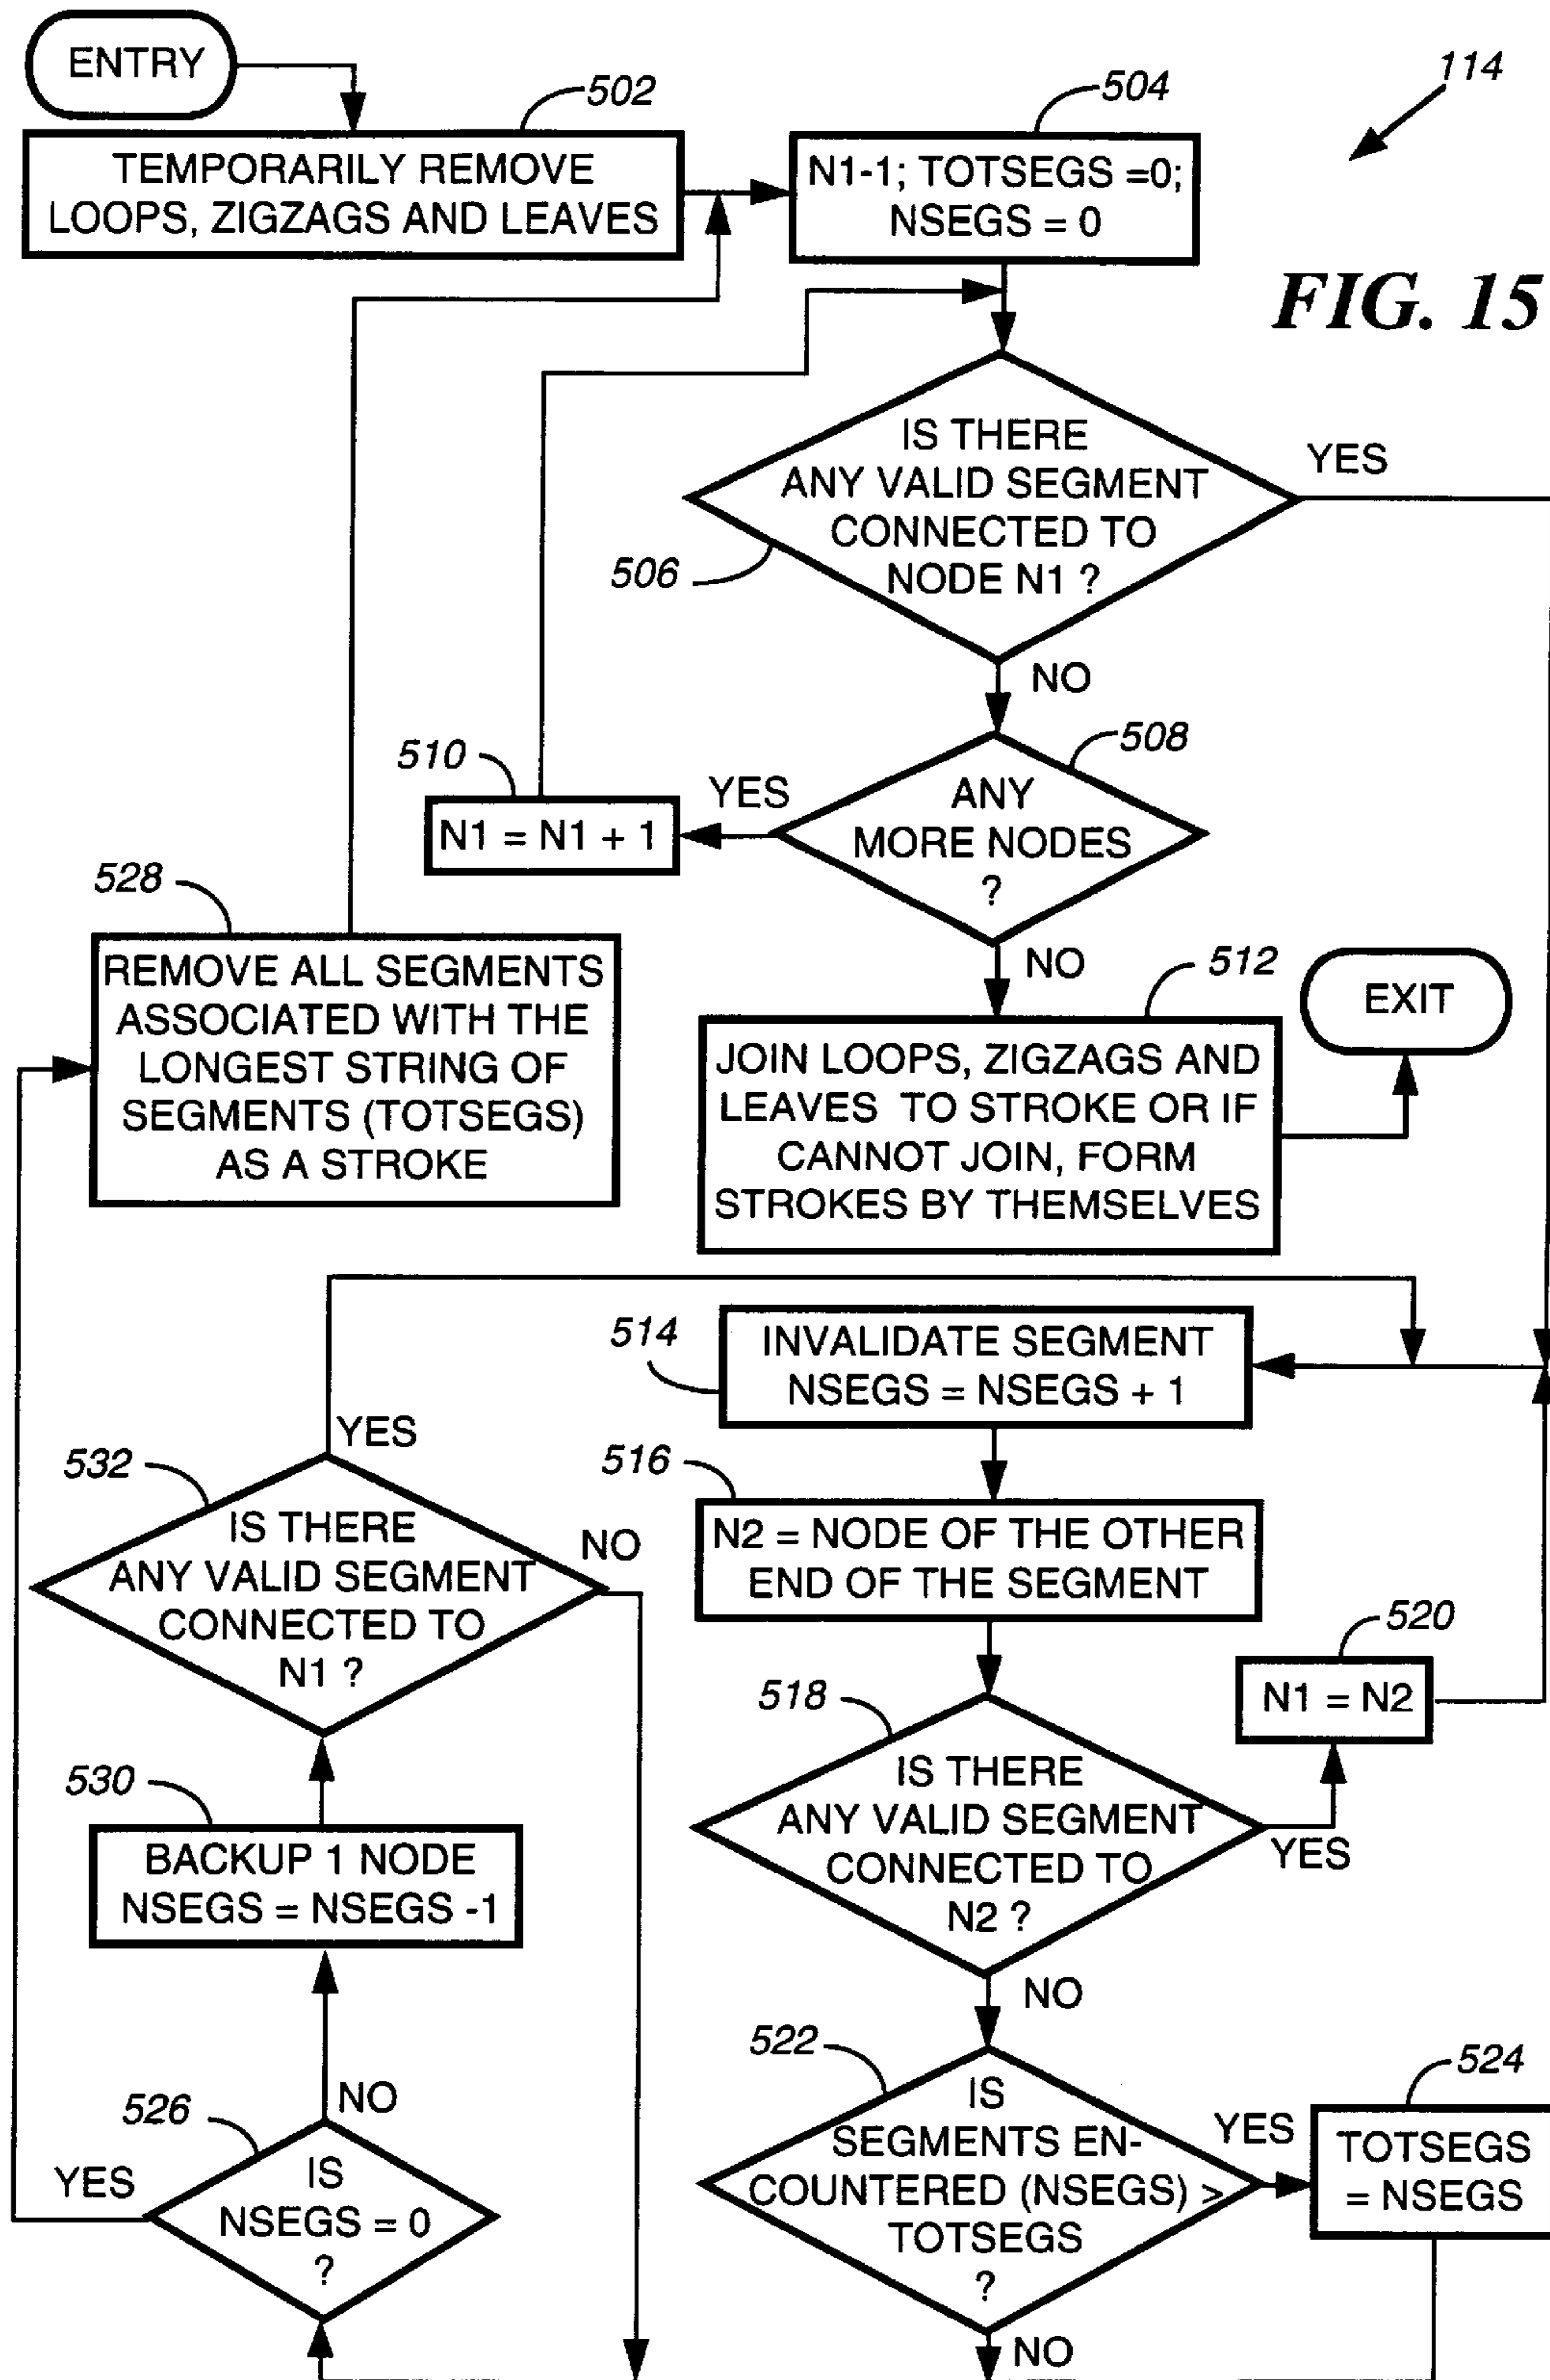 ENTRY
502
TEMPORARILY REMOVE
LOOPS, ZIGZAGS AND LEAVES
504
N1-1; TOTSEGS =0;
NSEGS = 0
114
FIG. 15
IS THERE
ANY VALID SEGMENT
CONNECTED TO
NODE N1 ?
YES
506
NO
508
ANY
MORE NODES
?
YES
510
N1 = N1 + 1
NO
528
REMOVE ALL SEGMENTS
ASSOCIATED WITH THE
LONGEST STRING OF
SEGMENTS (TOTSEGS)
AS A STROKE
512
JOIN LOOPS, ZIGZAGS AND
LEAVES TO STROKE OR IF
CANNOT JOIN, FORM
STROKES BY THEMSELVES
EXIT
514
INVALIDATE SEGMENT
NSEGS = NSEGS + 1
516
N2 = NODE OF THE OTHER
END OF THE SEGMENT
518
IS THERE
ANY VALID SEGMENT
CONNECTED TO
N2 ?
YES
520
N1 = N2
NO
522
IS
SEGMENTS EN-
COUNTERED (NSEGS) >
TOTSEGS
?
YES
524
TOTSEGS
= NSEGS
NO
526
IS
NSEGS = 0
?
YES
NO
530
BACKUP 1 NODE
NSEGS = NSEGS -1
532
IS THERE
ANY VALID SEGMENT
CONNECTED TO
N1 ?
YES
NO